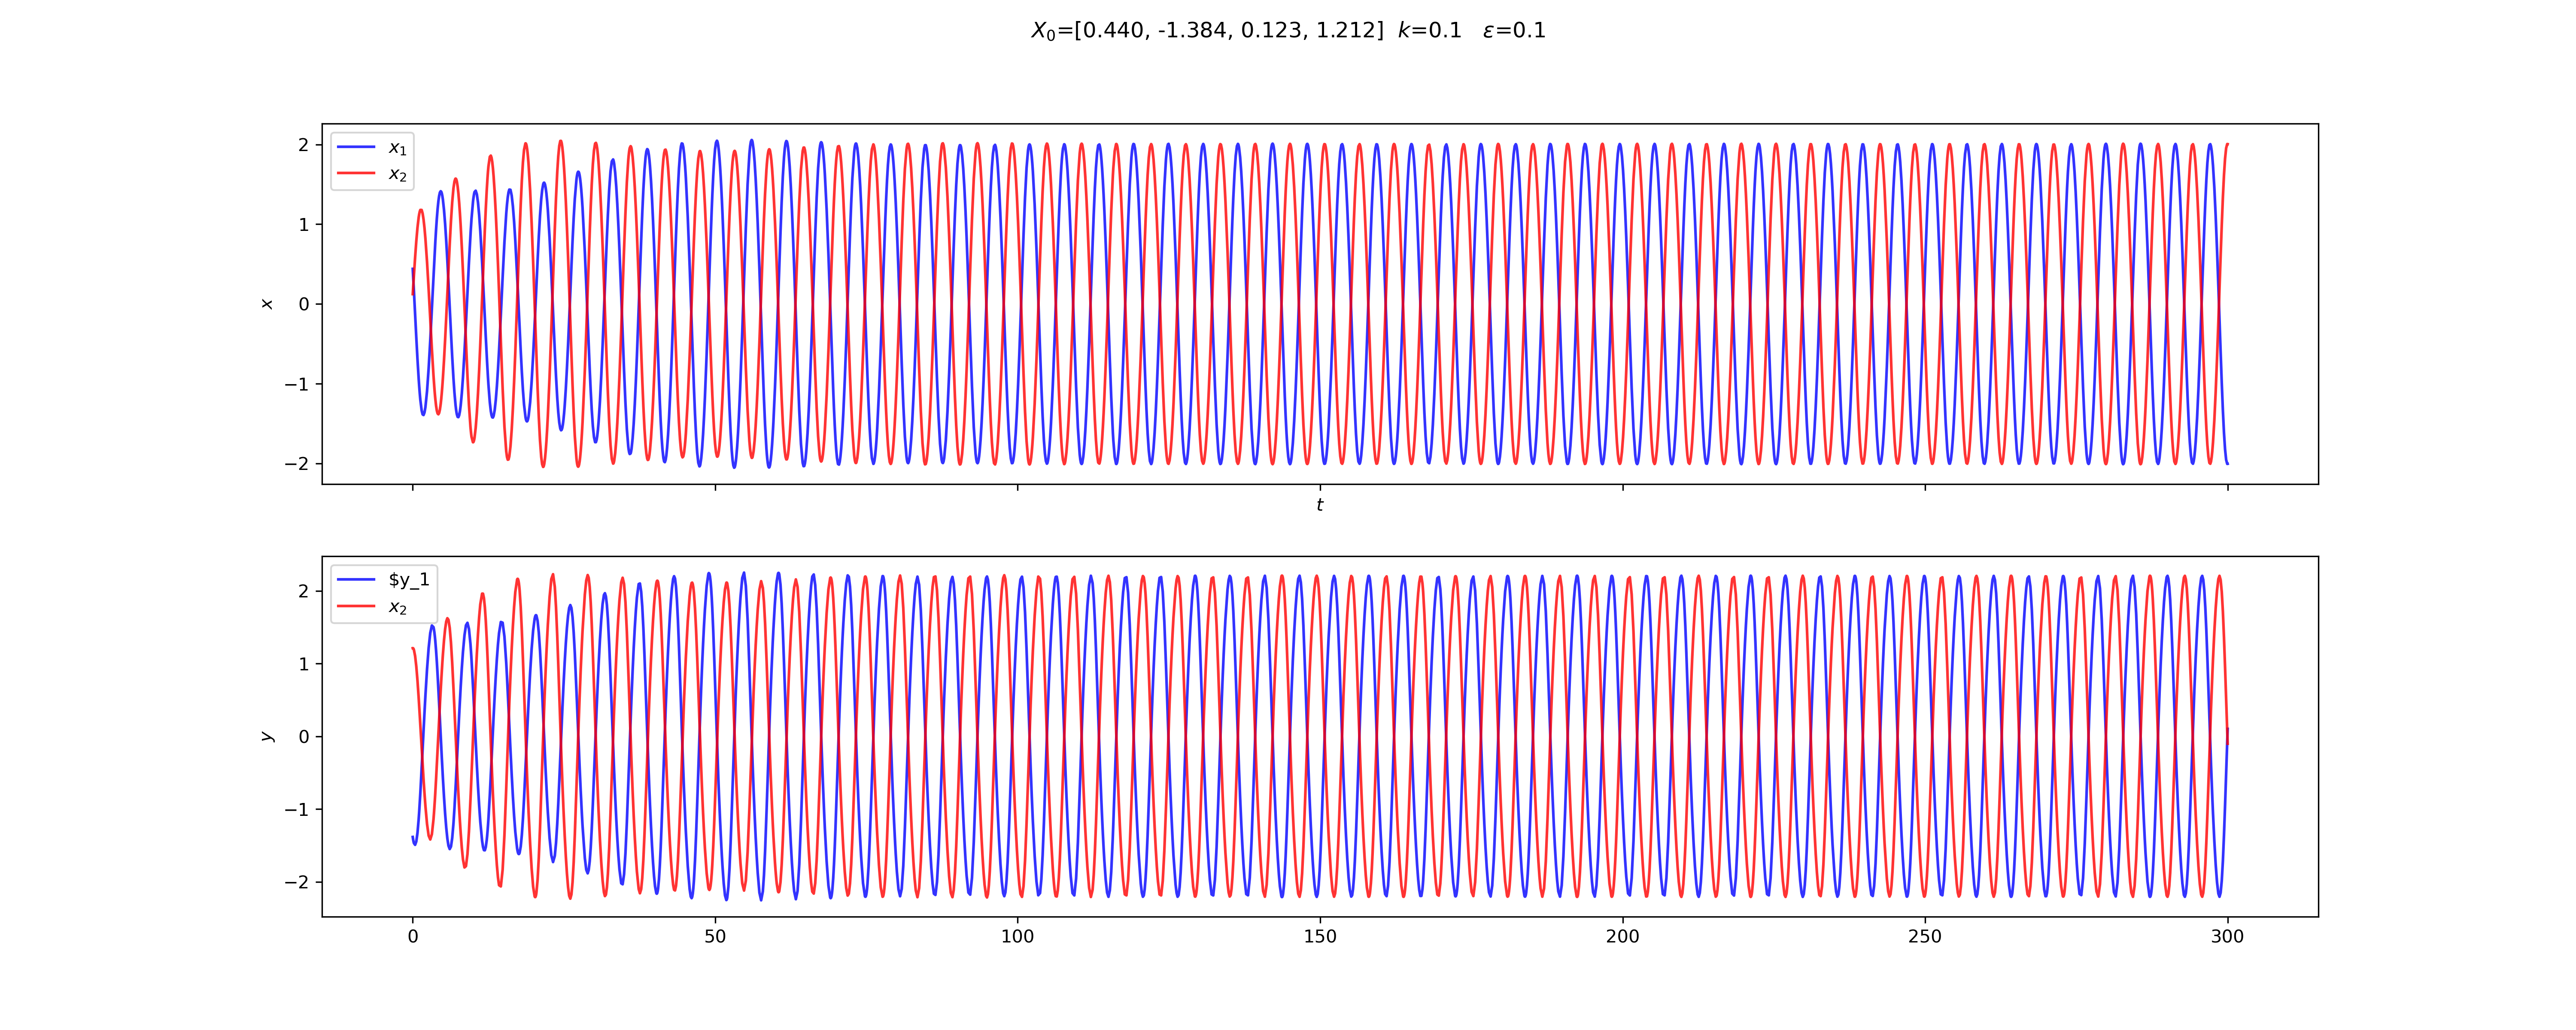 X₀=[0.440, -1.384, 0.123, 1.212]  k=0.1   ε=0.1
2
1
0
−1
−2
x
x₁
x₂
t
2
1
0
−1
−2
y
$y_1
x₂
0 50 100 150 200 250 300